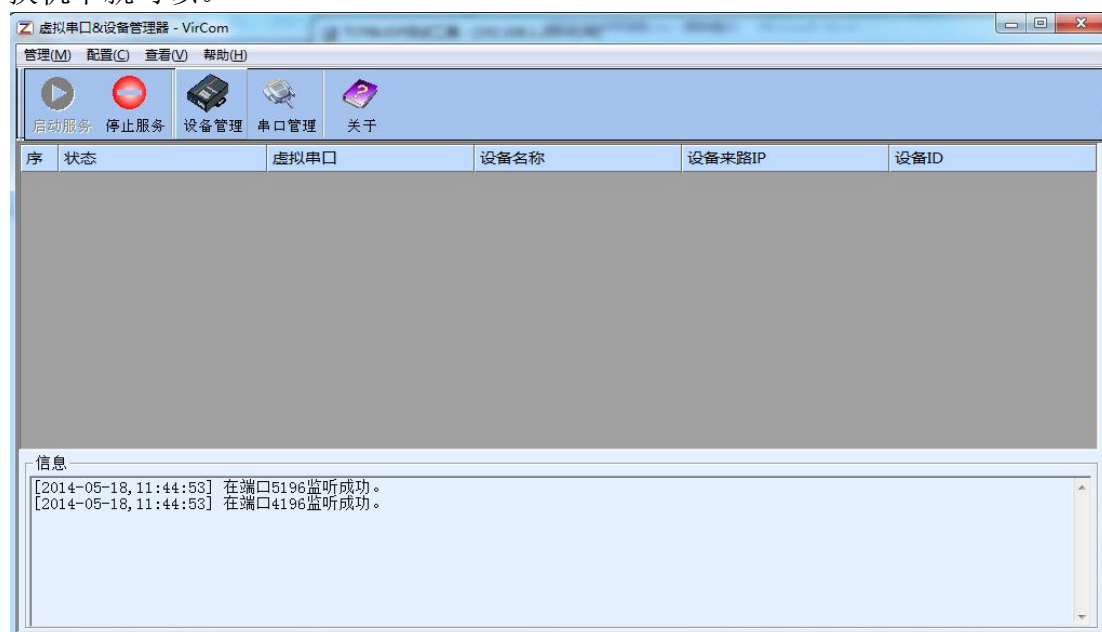 虚拟串口&设备管理器 - VirCom
管理(M) 配置(C) 查看(V) 帮助(H)
启动服务 停止服务 设备管理 串口管理 关于
序 状态 虚拟串口 设备名称 设备来路IP 设备ID
信息
[2014-05-18,11:44:53] 在端口5196监听成功。
[2014-05-18,11:44:53] 在端口4196监听成功。